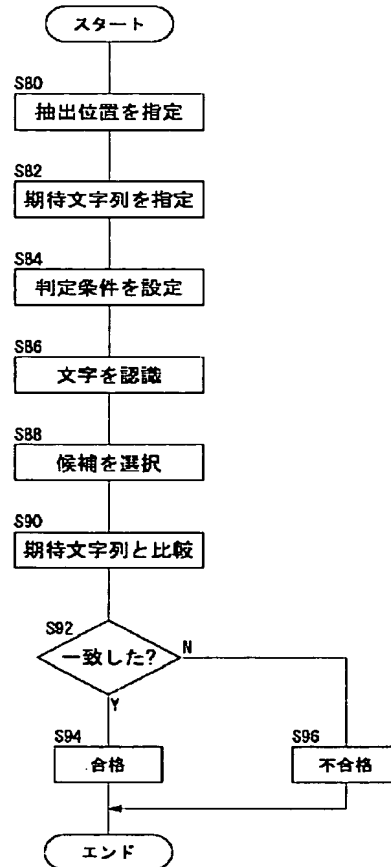 スタート
S80
抽出位置を指定
S82
期待文字列を指定
S84
判定条件を設定
S86
文字を認識
S88
候補を選択
S90
期待文字列と比較
S92
一致した?
N
Y
S94
合格
S96
不合格
エンド